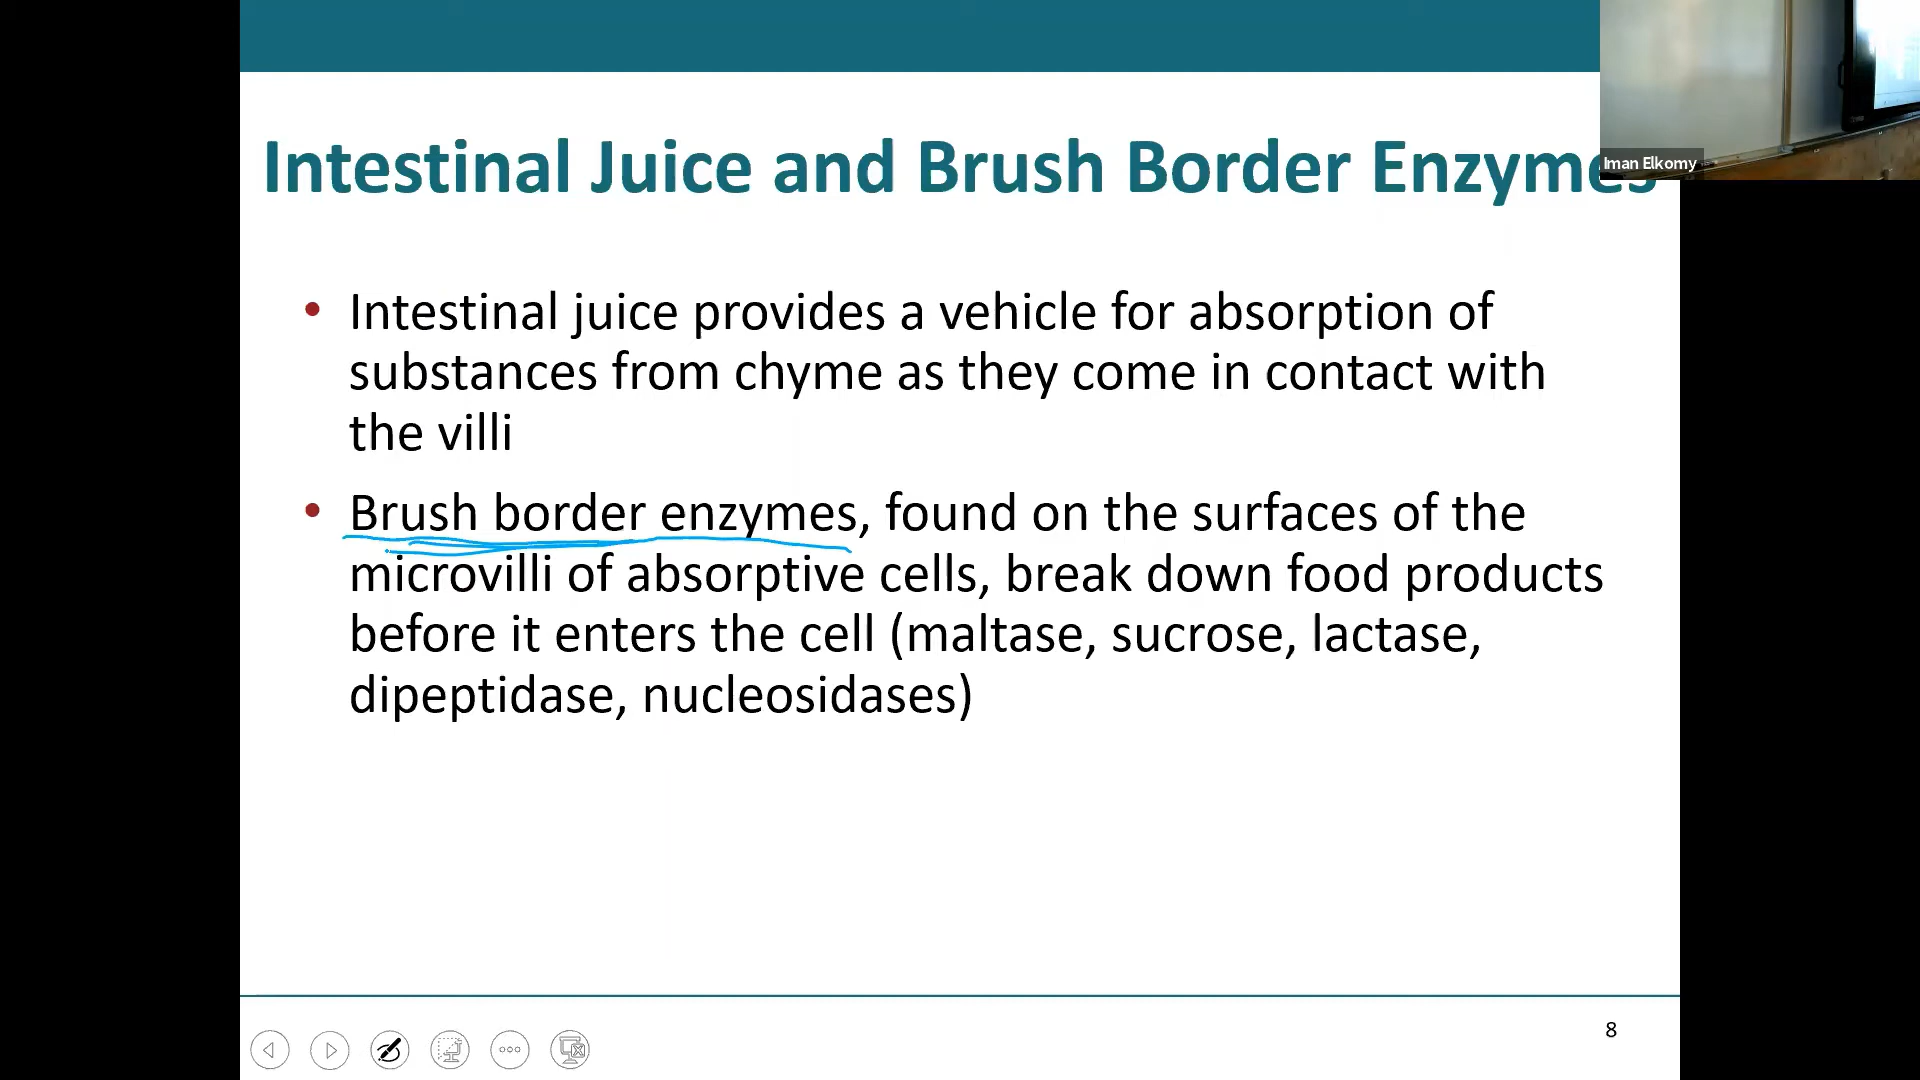 Intestinal Juice and Brush Border Enzymes
Iman Elkomy
• Intestinal juice provides a vehicle for absorption of
substances from chyme as they come in contact with
the villi
• Brush border enzymes, found on the surfaces of the
microvilli of absorptive cells, break down food products
before it enters the cell (maltase, sucrose, lactase,
dipeptidase, nucleosidases)
8